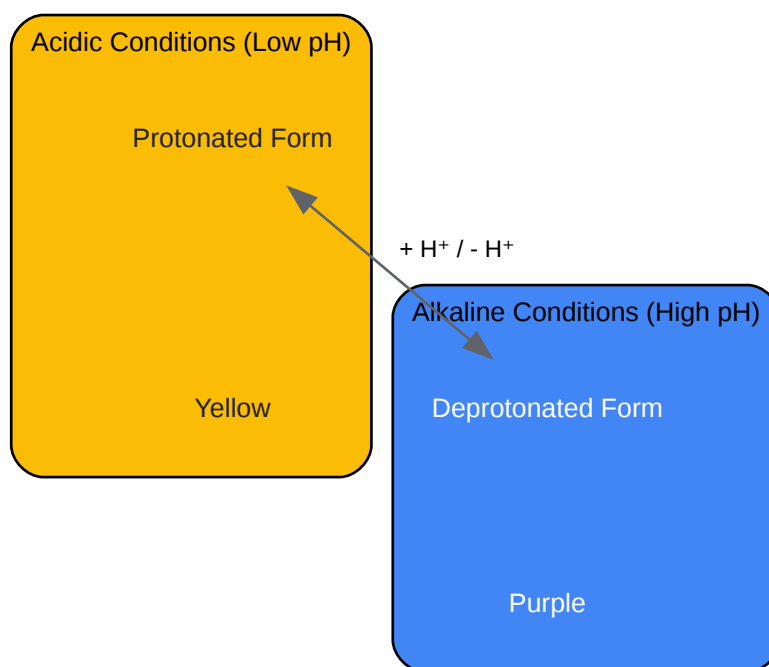 Acidic Conditions (Low pH)
Protonated Form
Yellow
+ H⁺ / - H⁺
Alkaline Conditions (High pH)
Deprotonated Form
Purple